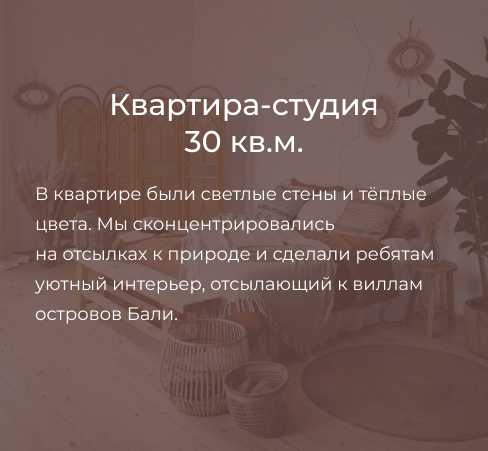 Квартира-студия
30 кв.м.
В квартире были светлые стены и тёплые
цвета. Мы сконцентрировались
на отсылках к природе и сделали ребятам
уютный интерьер, отсылающий к виллам
островов Бали.